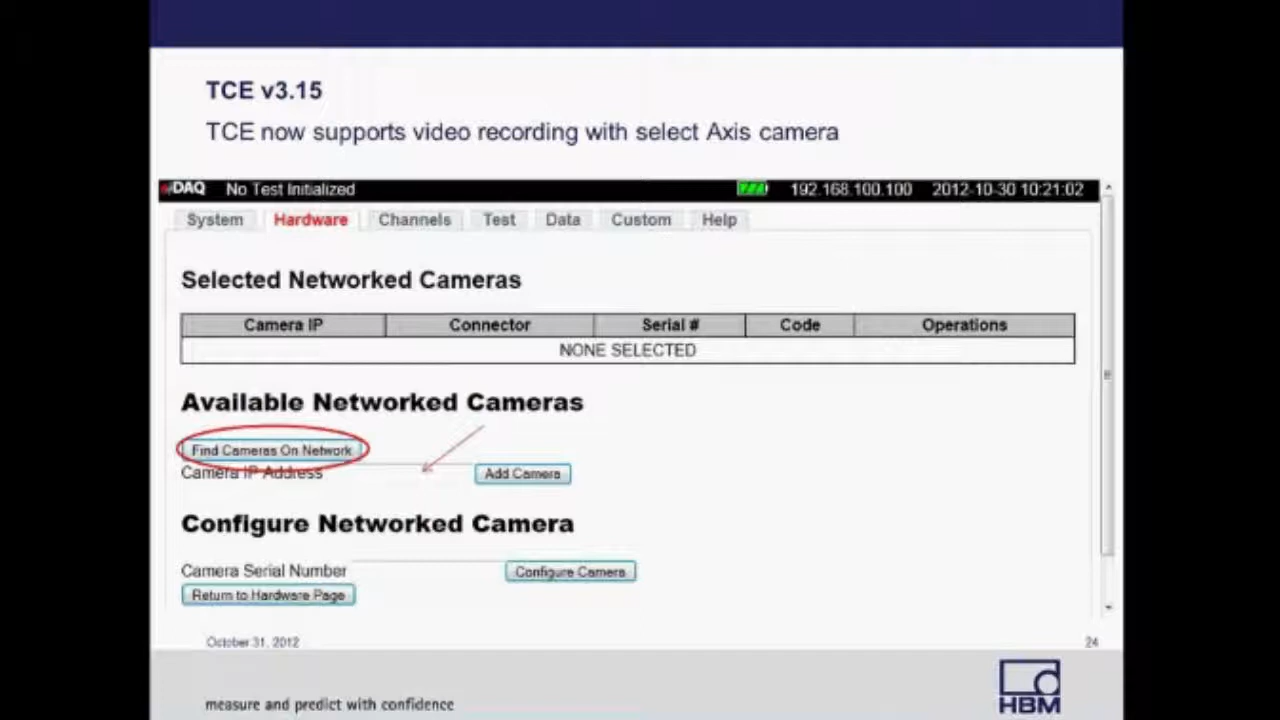 TCE v3.15
TCE now supports video recording with select Axis camera
DAQ No Test Initialized 192.168.100.100 2012-10-30 10:21:02
System Hardware Channels Test Data Custom Help
Selected Networked Cameras
Camera IP Connector Serial # Code Operations
NONE SELECTED
Available Networked Cameras
Find Cameras On Network
Camera IP Address Add Camera
Configure Networked Camera
Camera Serial Number Configure Camera
Return to Hardware Page
October 31, 2012 24
measure and predict with confidence
HBM